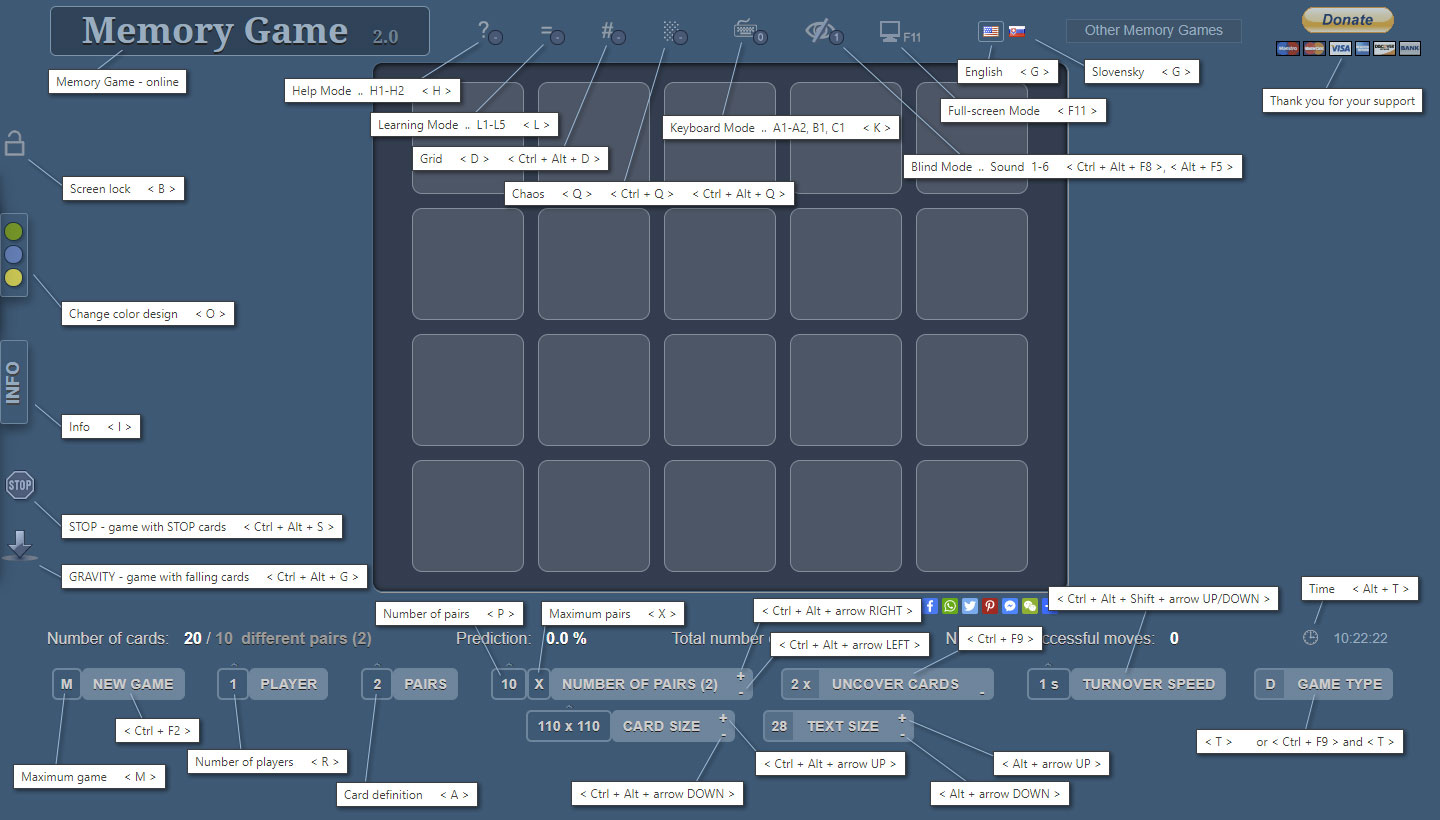 Memory Game 2.0
?
-
=
-
#
-
-
0
1
F11
Other Memory Games
Donate
Maestro
VISA
DISCOVER
BANK
Memory Game - online
Help Mode .. H1-H2 < H >
Learning Mode .. L1-L5 < L >
Grid < D > < Ctrl + Alt + D >
Chaos < Q > < Ctrl + Q > < Ctrl + Alt + Q >
Keyboard Mode .. A1-A2, B1, C1 < K >
English < G >
Slovensky < G >
Full-screen Mode < F11 >
Blind Mode .. Sound 1-6 < Ctrl + Alt + F8 >, < Alt + F5 >
Thank you for your support
Screen lock < B >
Change color design < O >
INFO
Info < I >
STOP
STOP - game with STOP cards < Ctrl + Alt + S >
GRAVITY - game with falling cards < Ctrl + Alt + G >
Number of pairs < P >
Maximum pairs < X >
< Ctrl + Alt + arrow RIGHT >
< Ctrl + Alt + Shift + arrow UP/DOWN >
Time < Alt + T >
Number of cards: 20 / 10 different pairs (2)
Prediction: 0.0 %
Total number
< Ctrl + Alt + arrow LEFT >
N
< Ctrl + F9 >
ccessful moves: 0
10:22:22
M NEW GAME
1 PLAYER
2 PAIRS
10 X NUMBER OF PAIRS (2) + -
2 x UNCOVER CARDS -
1 s TURNOVER SPEED
D GAME TYPE
110 x 110 CARD SIZE + -
28 TEXT SIZE + -
< Ctrl + F2 >
Number of players < R >
Maximum game < M >
Card definition < A >
< Ctrl + Alt + arrow UP >
< Ctrl + Alt + arrow DOWN >
< Alt + arrow UP >
< Alt + arrow DOWN >
< T > or < Ctrl + F9 > and < T >